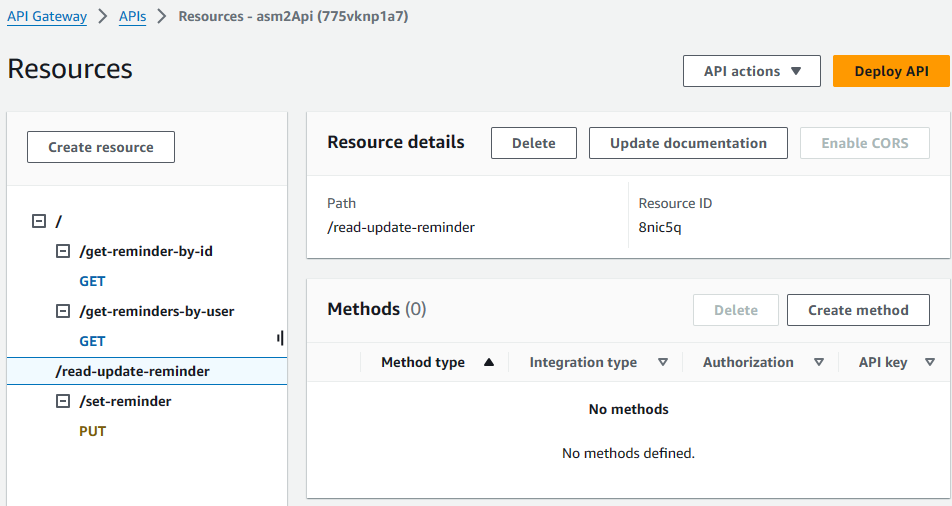 API Gateway > APIs > Resources - asm2Api (775vknp1a7)
Resources
API actions ▼
Deploy API
Create resource
/
/get-reminder-by-id
GET
/get-reminders-by-user
GET
/read-update-reminder
/set-reminder
PUT
Resource details
Delete
Update documentation
Enable CORS
Path
/read-update-reminder
Resource ID
8nic5q
Methods (0)
Delete
Create method
Method type
Integration type
Authorization
API key
No methods
No methods defined.